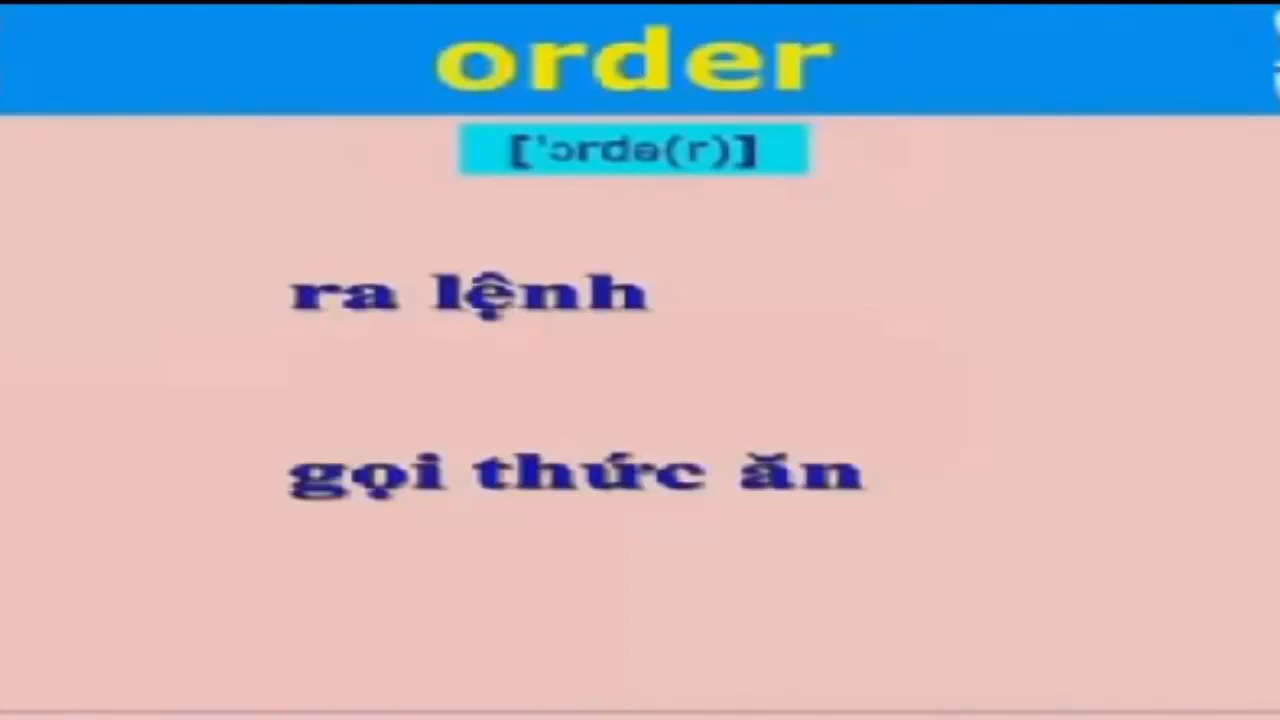 order
['ɔrdə(r)]
ra lệnh
gọi thức ăn